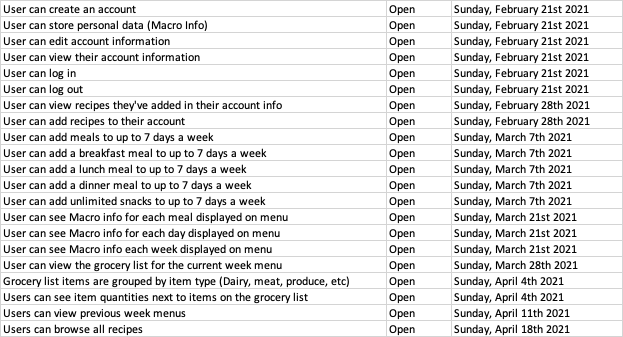 User can create an account Open Sunday, February 21st 2021
User can store personal data (Macro Info) Open Sunday, February 21st 2021
User can edit account information Open Sunday, February 21st 2021
User can view their account information Open Sunday, February 21st 2021
User can log in Open Sunday, February 21st 2021
User can log out Open Sunday, February 21st 2021
User can view recipes they've added in their account info Open Sunday, February 28th 2021
User can add recipes to their account Open Sunday, February 28th 2021
User can add meals to up to 7 days a week Open Sunday, March 7th 2021
User can add a breakfast meal to up to 7 days a week Open Sunday, March 7th 2021
User can add a lunch meal to up to 7 days a week Open Sunday, March 7th 2021
User can add a dinner meal to up to 7 days a week Open Sunday, March 7th 2021
User can add unlimited snacks to up to 7 days a week Open Sunday, March 7th 2021
User can see Macro info for each meal displayed on menu Open Sunday, March 21st 2021
User can see Macro info for each day displayed on menu Open Sunday, March 21st 2021
User can see Macro info each week displayed on menu Open Sunday, March 21st 2021
User can view the grocery list for the current week menu Open Sunday, March 28th 2021
Grocery list items are grouped by item type (Dairy, meat, produce, etc) Open Sunday, April 4th 2021
Users can see item quantities next to items on the grocery list Open Sunday, April 4th 2021
Users can view previous week menus Open Sunday, April 11th 2021
Users can browse all recipes Open Sunday, April 18th 2021